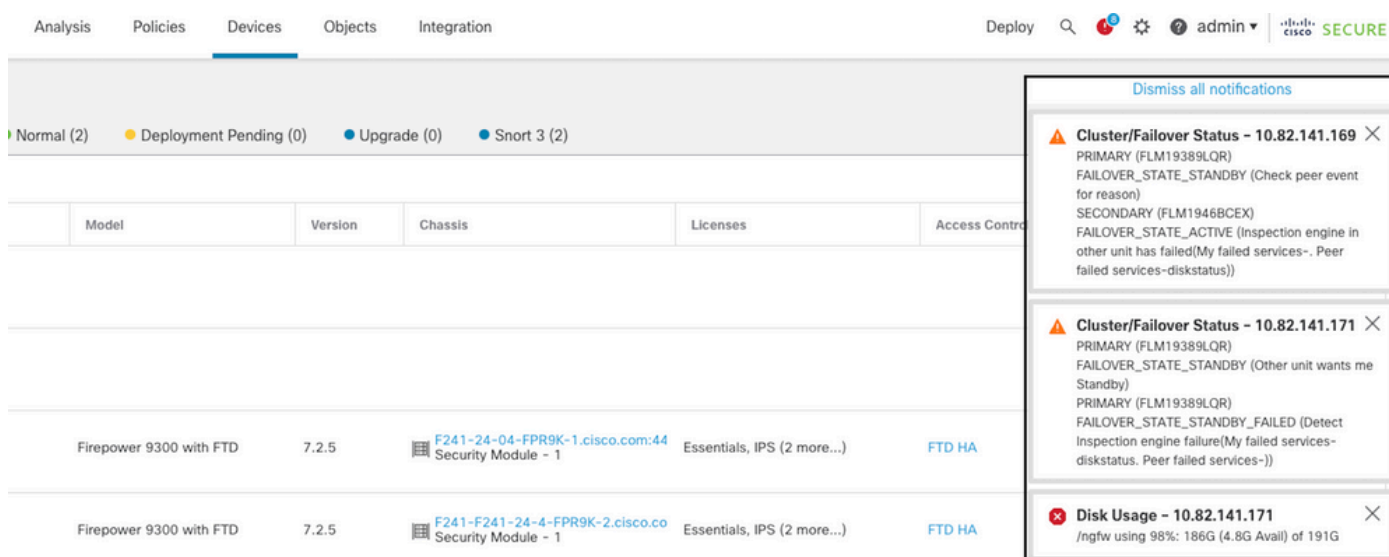 Analysis Policies Devices Objects Integration Deploy 8 admin cisco SECURE
Normal (2) Deployment Pending (0) Upgrade (0) Snort 3 (2)
Model Version Chassis Licenses Access Contro
Firepower 9300 with FTD 7.2.5 F241-24-04-FPR9K-1.cisco.com:44 Essentials, IPS (2 more...) FTD HA
Security Module - 1
Firepower 9300 with FTD 7.2.5 F241-F241-24-4-FPR9K-2.cisco.co Essentials, IPS (2 more...) FTD HA
Security Module - 1
Dismiss all notifications
Cluster/Failover Status - 10.82.141.169
PRIMARY (FLM19389LQR)
FAILOVER_STATE_STANDBY (Check peer event
for reason)
SECONDARY (FLM1946BCEX)
FAILOVER_STATE_ACTIVE (Inspection engine in
other unit has failed(My failed services-. Peer
failed services-diskstatus))
Cluster/Failover Status - 10.82.141.171
PRIMARY (FLM19389LQR)
FAILOVER_STATE_STANDBY (Other unit wants me
Standby)
PRIMARY (FLM19389LQR)
FAILOVER_STATE_STANDBY_FAILED (Detect
Inspection engine failure(My failed services-
diskstatus. Peer failed services-))
Disk Usage - 10.82.141.171
/ngfw using 98%: 186G (4.8G Avail) of 191G